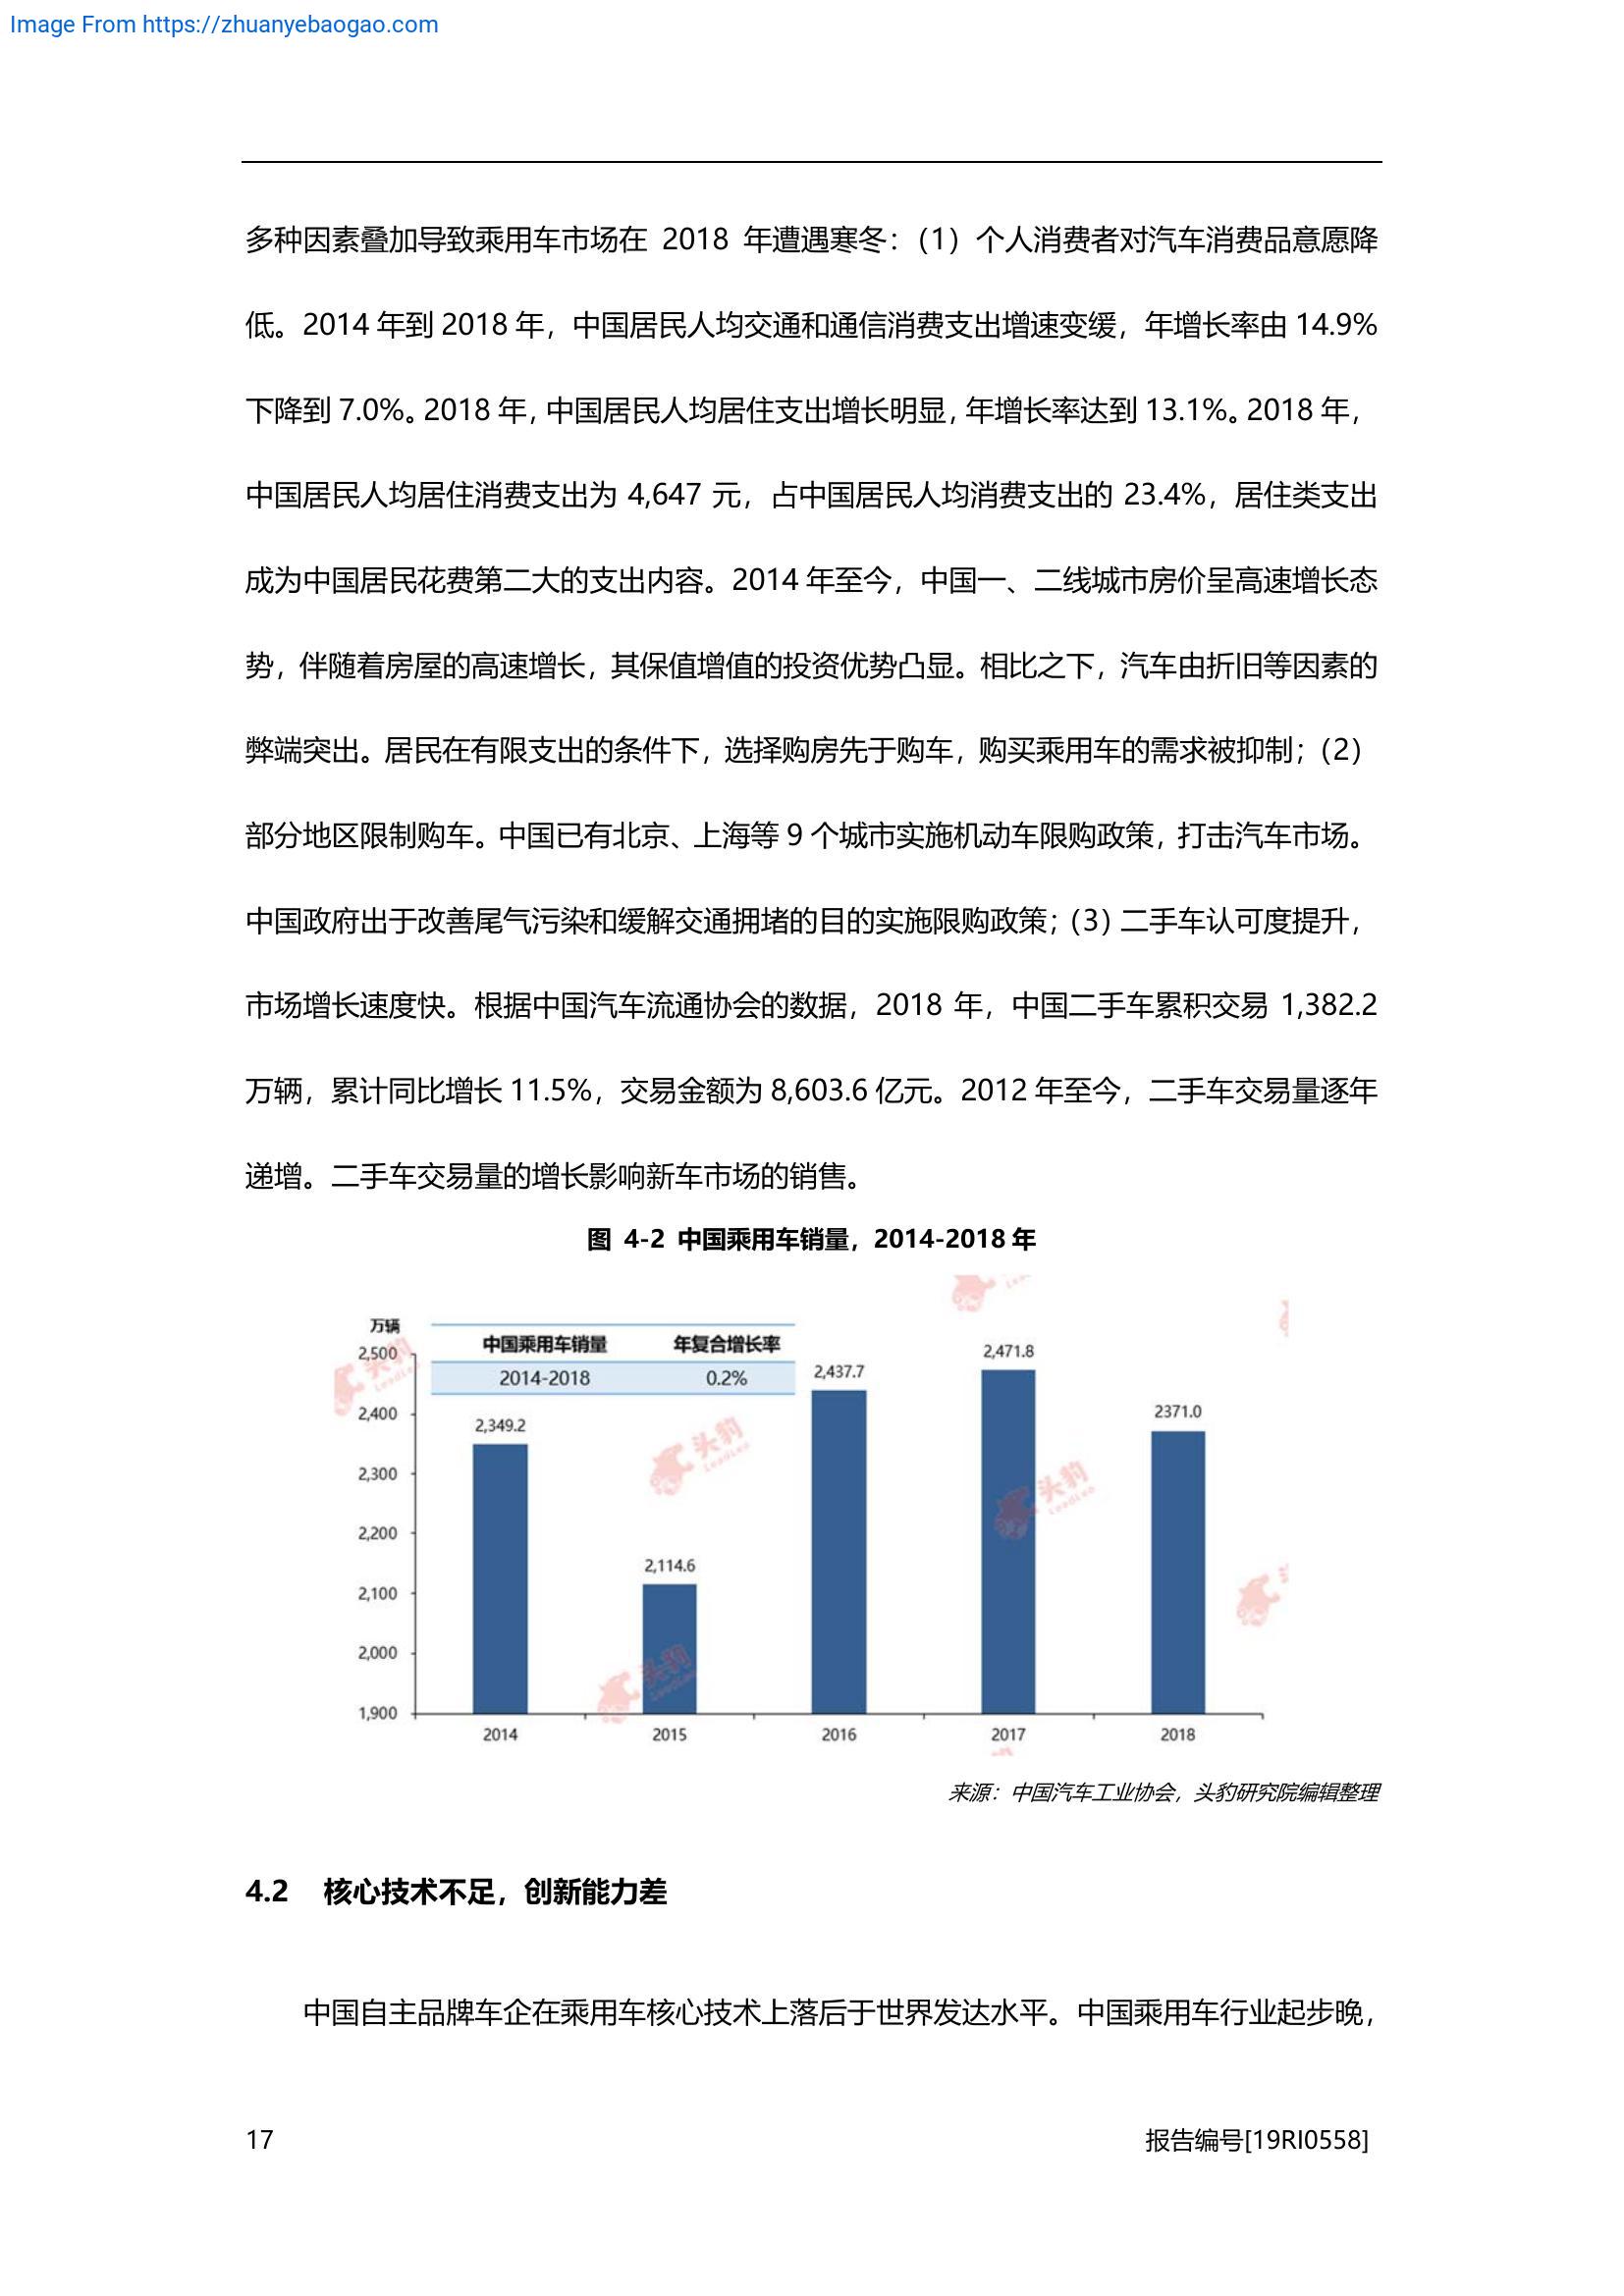 Image From https://zhuanyebaogao.com
多种因素叠加导致乘用车市场在 2018 年遭遇寒冬：（1）个人消费者对汽车消费品意愿降
低。2014 年到 2018 年，中国居民人均交通和通信消费支出增速变缓，年增长率由 14.9%
下降到 7.0%。2018 年，中国居民人均居住支出增长明显，年增长率达到 13.1%。2018 年，
中国居民人均居住消费支出为 4,647 元，占中国居民人均消费支出的 23.4%，居住类支出
成为中国居民花费第二大的支出内容。2014 年至今，中国一、二线城市房价呈高速增长态
势，伴随着房屋的高速增长，其保值增值的投资优势凸显。相比之下，汽车由折旧等因素的
弊端突出。居民在有限支出的条件下，选择购房先于购车，购买乘用车的需求被抑制；（2）
部分地区限制购车。中国已有北京、上海等 9 个城市实施机动车限购政策，打击汽车市场。
中国政府出于改善尾气污染和缓解交通拥堵的目的实施限购政策；（3）二手车认可度提升，
市场增长速度快。根据中国汽车流通协会的数据，2018 年，中国二手车累积交易 1,382.2
万辆，累计同比增长 11.5%，交易金额为 8,603.6 亿元。2012 年至今，二手车交易量逐年
递增。二手车交易量的增长影响新车市场的销售。
图 4-2 中国乘用车销量，2014-2018 年
万辆
中国乘用车销量 年复合增长率
2014-2018 0.2%
2,500
2,400
2,300
2,200
2,100
2,000
1,900
2,349.2
2,114.6
2,437.7
2,471.8
2371.0
2014 2015 2016 2017 2018
头豹
LeadLeo
头豹
LeadLeo
头豹
LeadLeo
头豹
LeadLeo
来源：中国汽车工业协会，头豹研究院编辑整理
4.2 核心技术不足，创新能力差
中国自主品牌车企在乘用车核心技术上落后于世界发达水平。中国乘用车行业起步晚，
17 报告编号[19RI0558]